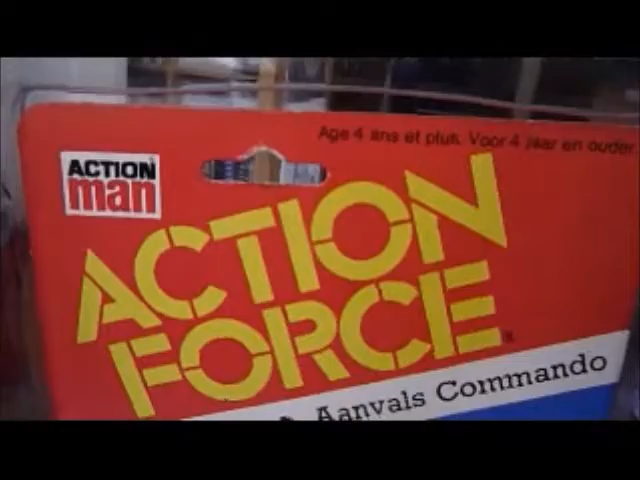 Age 4 ans et plus. Voor 4 jaar en ouder.
ACTION
man
ACTION
FORCE
Aanvals Commando